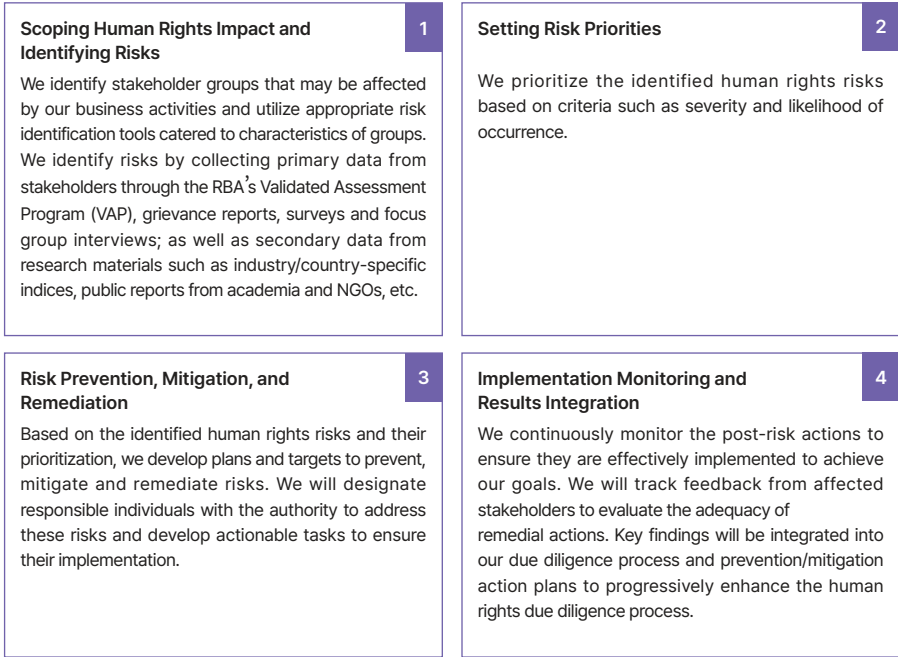 Scoping Human Rights Impact and
Identifying Risks
1
We identify stakeholder groups that may be affected
by our business activities and utilize appropriate risk
identification tools catered to characteristics of groups.
We identify risks by collecting primary data from
stakeholders through the RBA's Validated Assessment
Program (VAP), grievance reports, surveys and focus
group interviews; as well as secondary data from
research materials such as industry/country-specific
indices, public reports from academia and NGOs, etc.
Setting Risk Priorities
2
We prioritize the identified human rights risks
based on criteria such as severity and likelihood of
occurrence.
Risk Prevention, Mitigation, and
Remediation
3
Based on the identified human rights risks and their
prioritization, we develop plans and targets to prevent,
mitigate and remediate risks. We will designate
responsible individuals with the authority to address
these risks and develop actionable tasks to ensure
their implementation.
Implementation Monitoring and
Results Integration
4
We continuously monitor the post-risk actions to
ensure they are effectively implemented to achieve
our goals. We will track feedback from affected
stakeholders to evaluate the adequacy of
remedial actions. Key findings will be integrated into
our due diligence process and prevention/mitigation
action plans to progressively enhance the human
rights due diligence process.